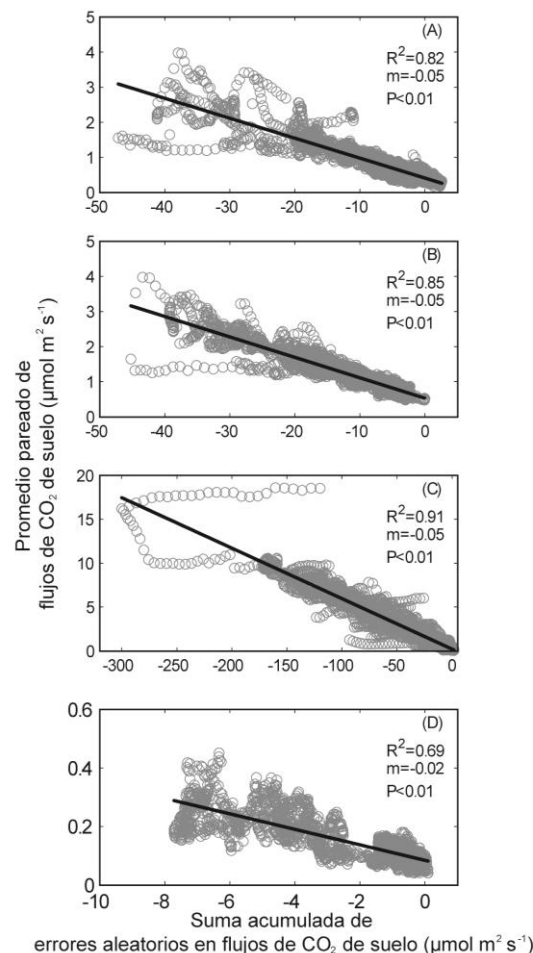 5
4
3
2
1
0
-50
-40
-30
-20
-10
0
(A)
R²=0.82
m=-0.05
P<0.01
5
4
3
2
1
0
-50
-40
-30
-20
-10
0
(B)
R²=0.85
m=-0.05
P<0.01
Promedio pareado de
flujos de CO₂ de suelo (µmol m² s⁻¹)
20
15
10
5
0
-300
-250
-200
-150
-100
-50
0
(C)
R²=0.91
m=-0.05
P<0.01
0.6
0.4
0.2
0
-10
-8
-6
-4
-2
0
(D)
R²=0.69
m=-0.02
P<0.01
Suma acumulada de
errores aleatorios en flujos de CO₂ de suelo (µmol m² s⁻¹)